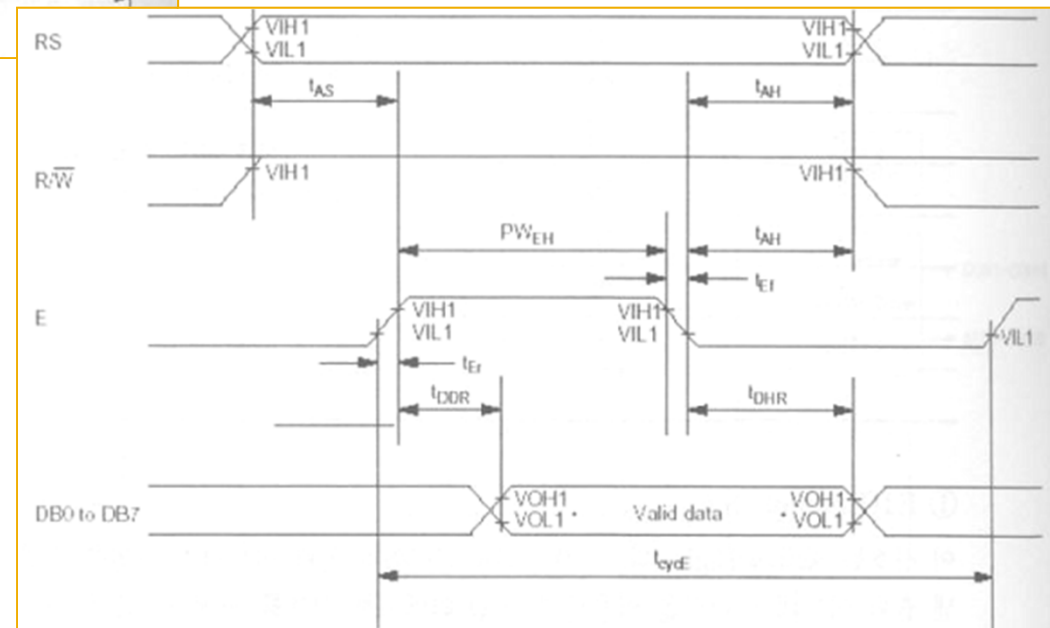 RS
VIH1
VIL1
VIH1
VIL1
tAS
tAH
R/W̅
VIH1
VIH1
PWEH
tAH
tEf
E
VIH1
VIL1
VIH1
VIL1
VIL1
tEr
tDDR
tDHR
DB0 to DB7
VOH1
VOL1
Valid data
VOH1
VOL1
tcycE